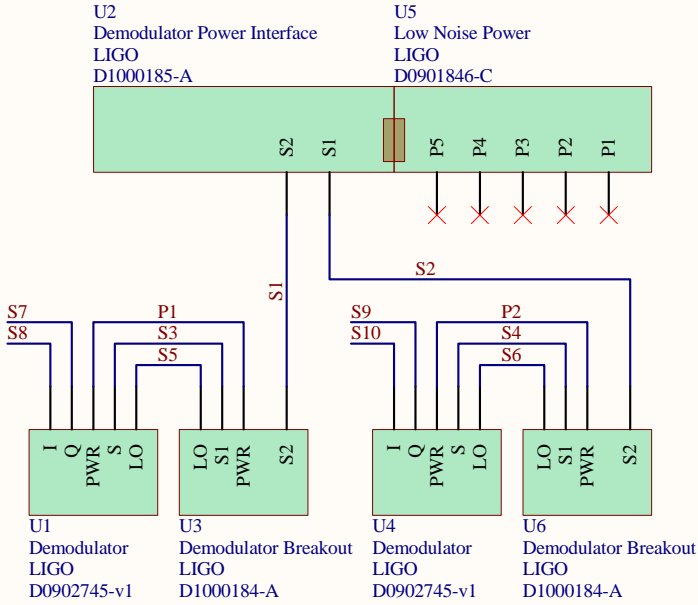 U2
Demodulator Power Interface
LIGO
D1000185-A
U5
Low Noise Power
LIGO
D0901846-C
S2
S1
P5
P4
P3
P2
P1
S1
S2
S7
S8
P1
S3
S5
S9
S10
P2
S4
S6
I
Q
PWR
S
LO
LO
S1
PWR
S2
I
Q
PWR
S
LO
LO
S1
PWR
S2
U1
Demodulator
LIGO
D0902745-v1
U3
Demodulator Breakout
LIGO
D1000184-A
U4
Demodulator
LIGO
D0902745-v1
U6
Demodulator Breakout
LIGO
D1000184-A